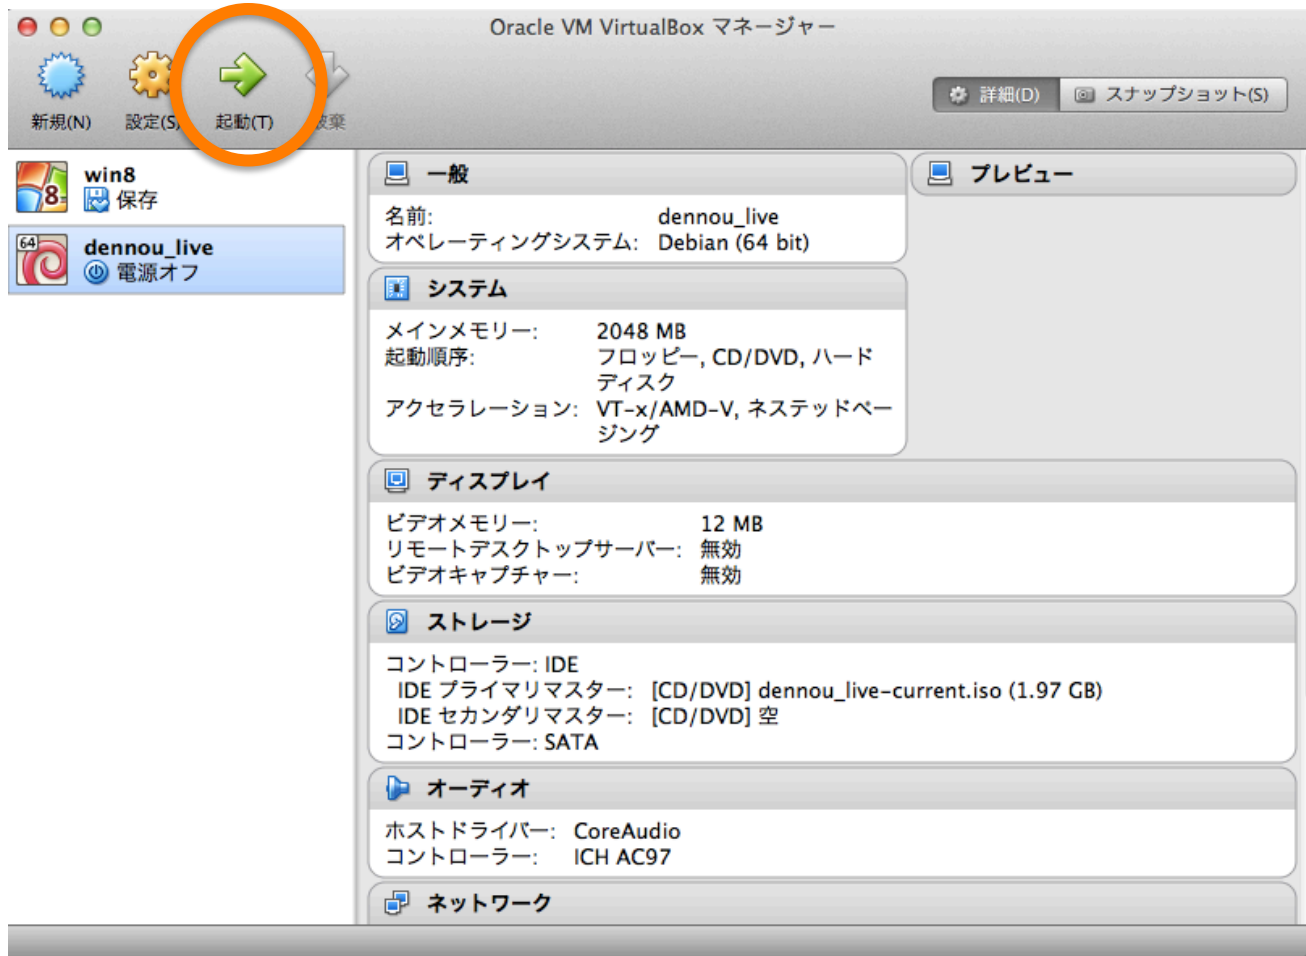 Oracle VM VirtualBox マネージャー
新規(N) 設定(S) 起動(T) 破棄
詳細(D) スナップショット(S)
win8
保存
64
dennou_live
電源オフ
一般
名前: dennou_live
オペレーティングシステム: Debian (64 bit)
プレビュー
システム
メインメモリー: 2048 MB
起動順序: フロッピー, CD/DVD, ハード
ディスク
アクセラレーション: VT-x/AMD-V, ネステッドペー
ジング
ディスプレイ
ビデオメモリー: 12 MB
リモートデスクトップサーバー: 無効
ビデオキャプチャー: 無効
ストレージ
コントローラー: IDE
IDE プライマリマスター: [CD/DVD] dennou_live-current.iso (1.97 GB)
IDE セカンダリマスター: [CD/DVD] 空
コントローラー: SATA
オーディオ
ホストドライバー: CoreAudio
コントローラー: ICH AC97
ネットワーク